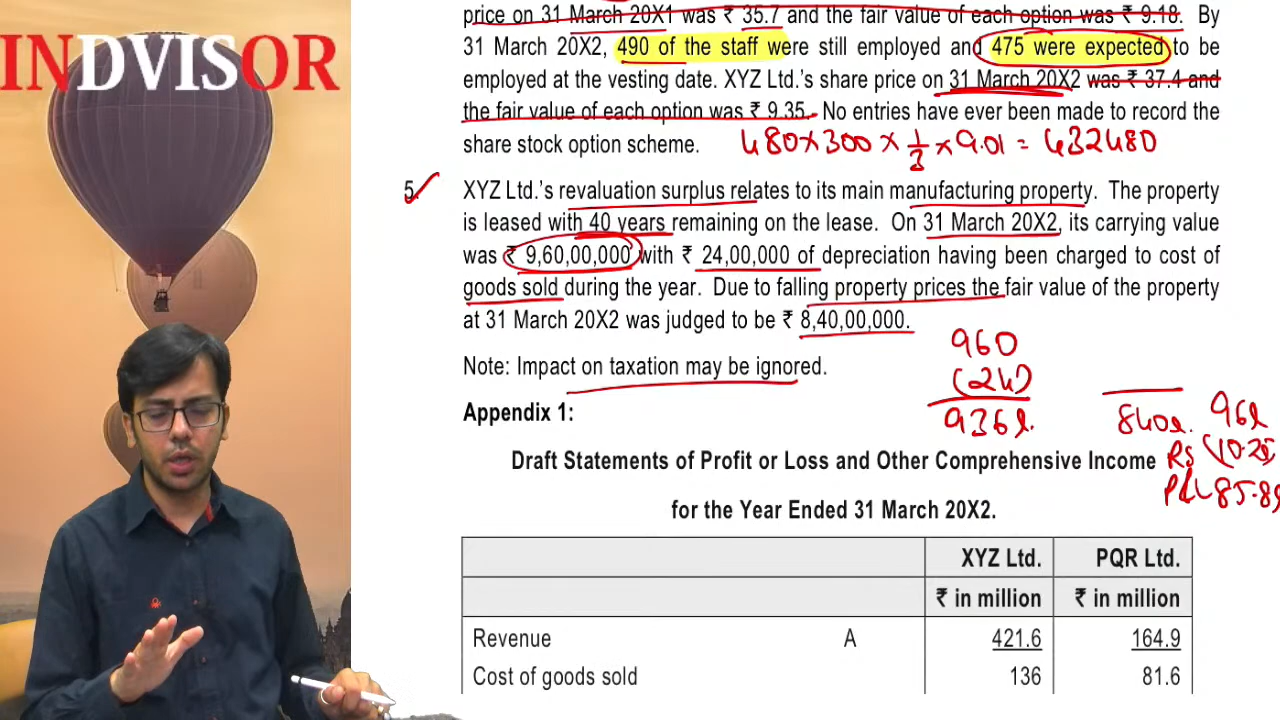 INDVISOR
price on 31 March 20X1 was ₹ 35.7 and the fair value of each option was ₹ 9.18. By
31 March 20X2, 490 of the staff were still employed and 475 were expected to be
employed at the vesting date. XYZ Ltd.'s share price on 31 March 20X2 was ₹ 37.4 and
the fair value of each option was ₹ 9.35. No entries have ever been made to record the
share stock option scheme. 480 × 300 × 1/3 × 9.01 = 432480
5 XYZ Ltd.'s revaluation surplus relates to its main manufacturing property. The property
is leased with 40 years remaining on the lease. On 31 March 20X2, its carrying value
was ₹ 9,60,00,000 with ₹ 24,00,000 of depreciation having been charged to cost of
goods sold during the year. Due to falling property prices the fair value of the property
at 31 March 20X2 was judged to be ₹ 8,40,00,000.
960
Note: Impact on taxation may be ignored.
(24)
936l.
840l.
96l
Appendix 1:
Draft Statements of Profit or Loss and Other Comprehensive Income
RS
for the Year Ended 31 March 20X2.
P&L
XYZ Ltd. PQR Ltd.
₹ in million ₹ in million
Revenue A 421.6 164.9
Cost of goods sold 136 81.6